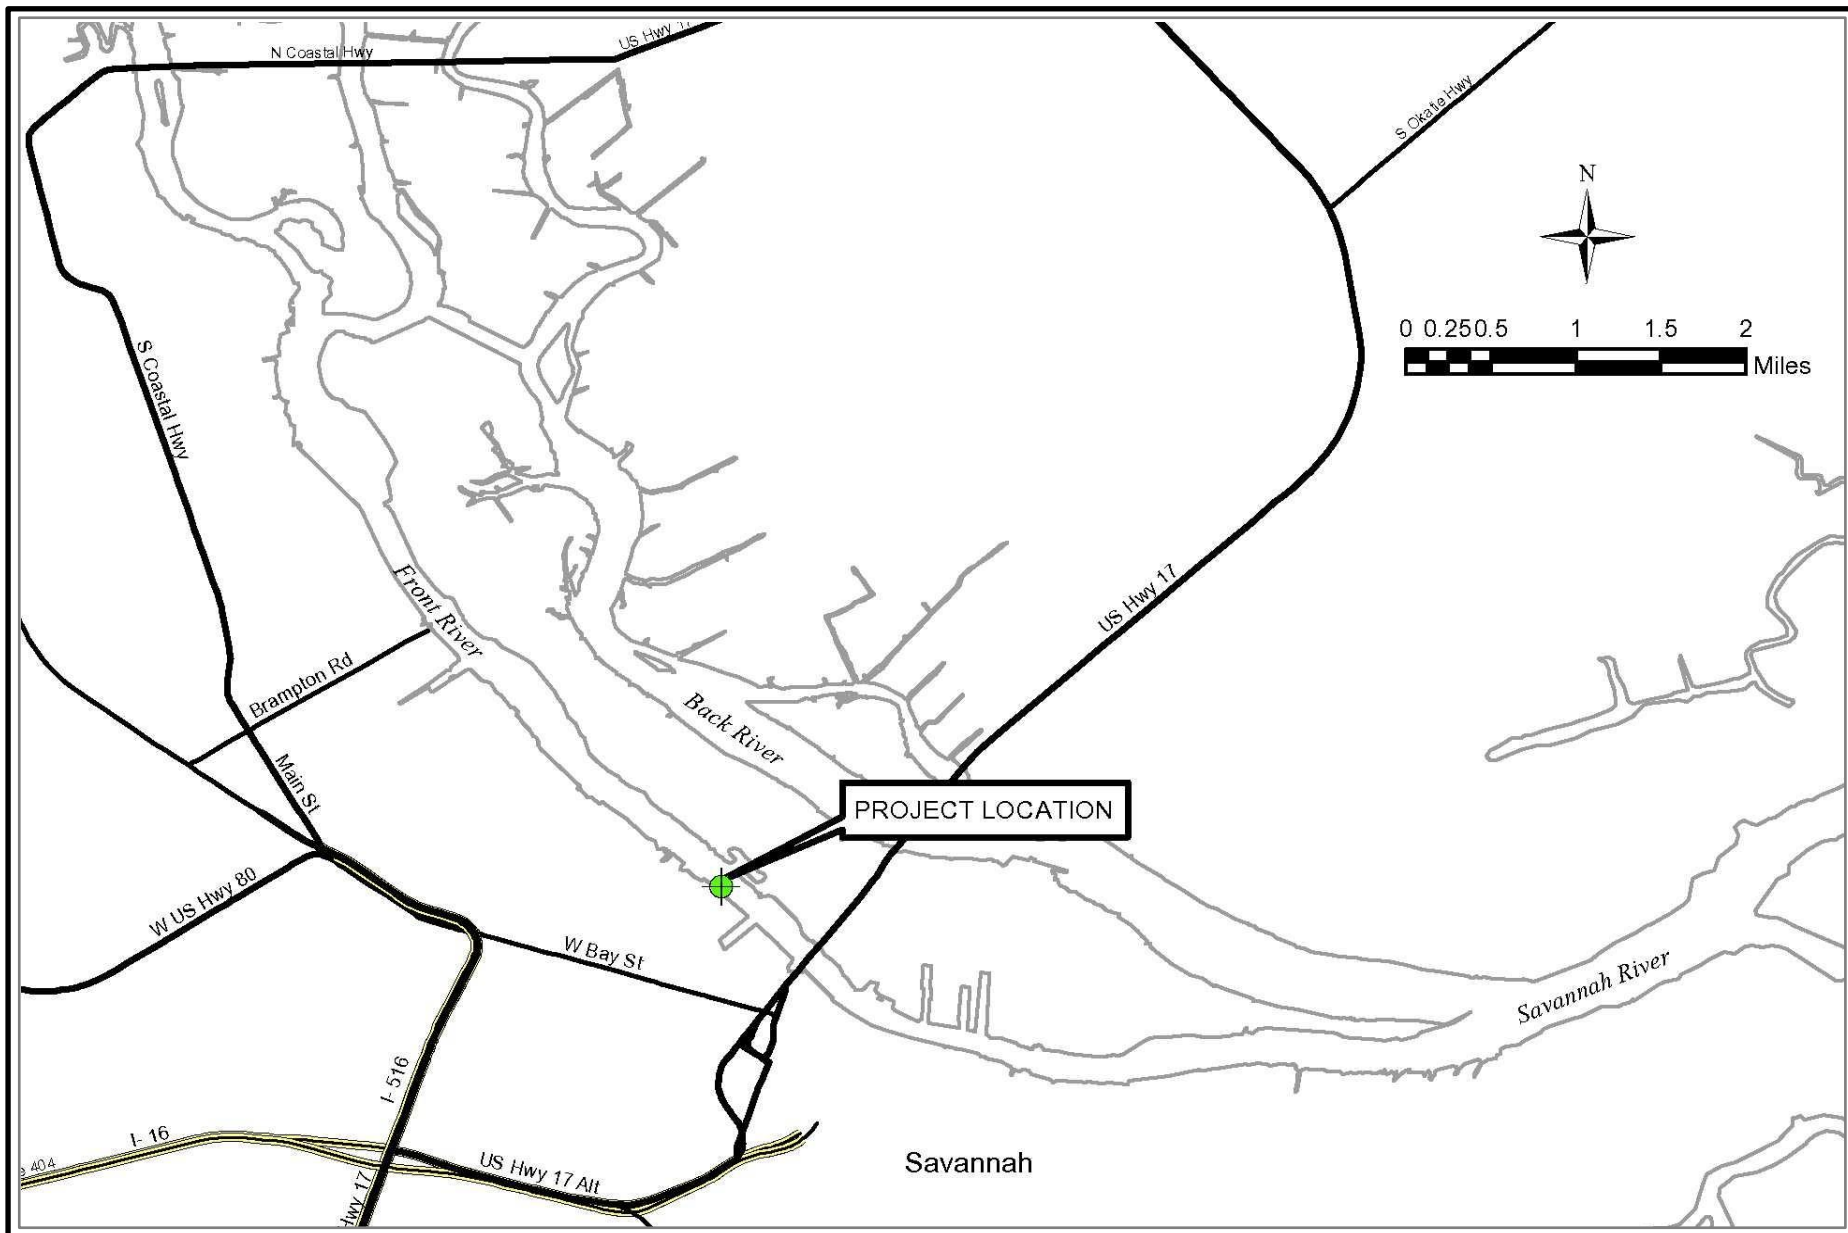 N Coastal Hwy
US Hwy 17
S Okatie Hwy
N
0 0.25 0.5 1 1.5 2
Miles
S Coastal Hwy
Front River
US Hwy 17
Brampton Rd
Back River
Main St
PROJECT LOCATION
W US Hwy 80
W Bay St
Savannah River
I- 516
I- 16
404
US Hwy 17 Alt
Savannah
Hwy 17